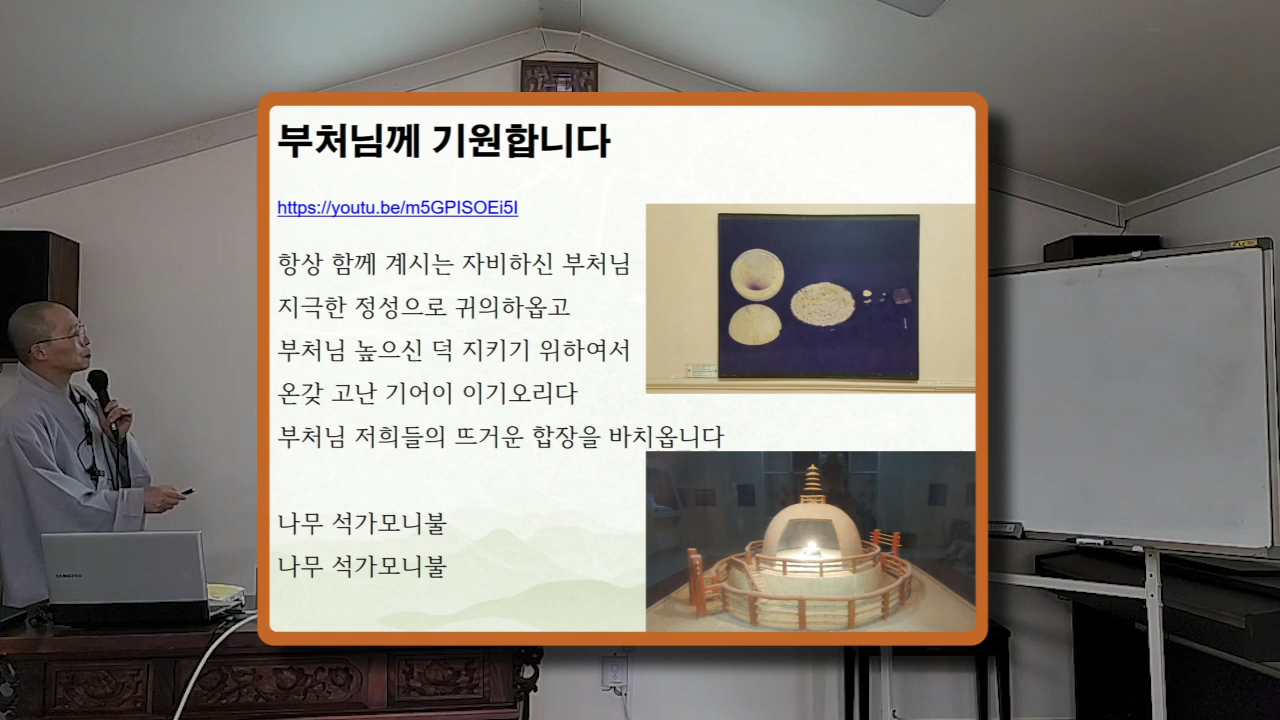 부처님께 기원합니다
https://youtu.be/m5GPISOEi5I
항상 함께 계시는 자비하신 부처님
지극한 정성으로 귀의하옵고
부처님 높으신 덕 지키기 위하여서
온갖 고난 기어이 이기오리다
부처님 저희들의 뜨거운 합장을 바치옵니다
나무 석가모니불
나무 석가모니불
SAMSUNG